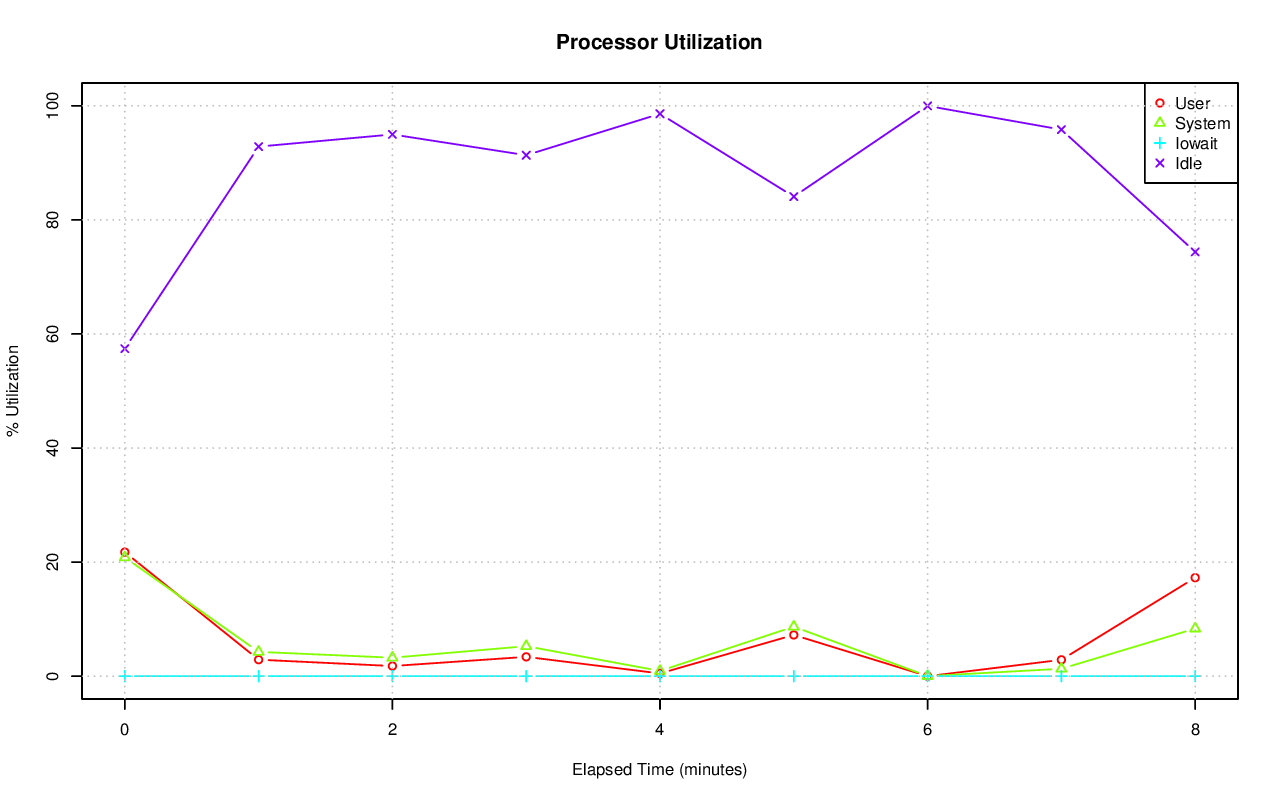 Processor Utilization
% Utilization
100
80
60
40
20
0
User
System
Iowait
Idle
0 2 4 6 8
Elapsed Time (minutes)